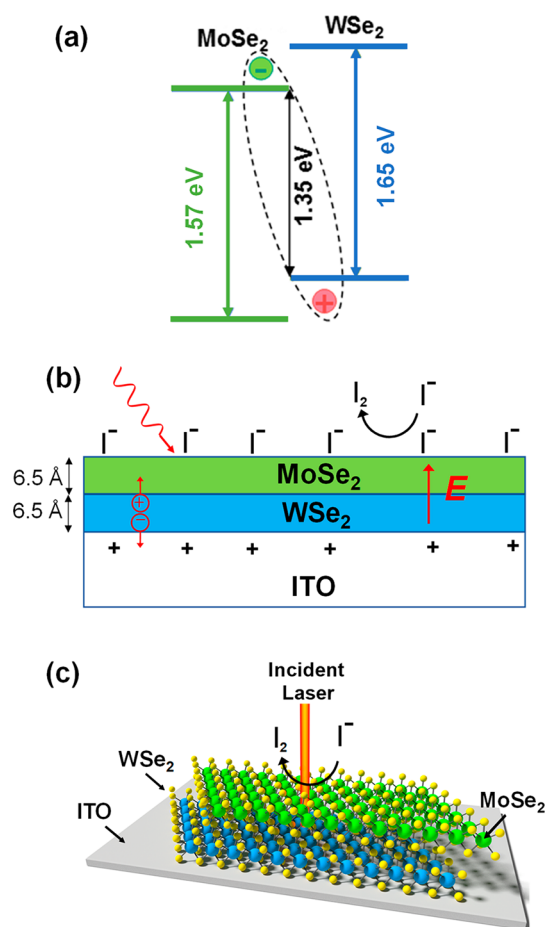 (a)
MoSe₂
WSe₂
-
1.57 eV
1.35 eV
1.65 eV
+
(b)
I₂ I⁻
I⁻ I⁻ I⁻ I⁻ I⁻ I⁻
6.5 Å
MoSe₂
E
6.5 Å
+
WSe₂
−
+ + + + + +
ITO
(c)
Incident
Laser
I₂ I⁻
WSe₂
ITO
MoSe₂